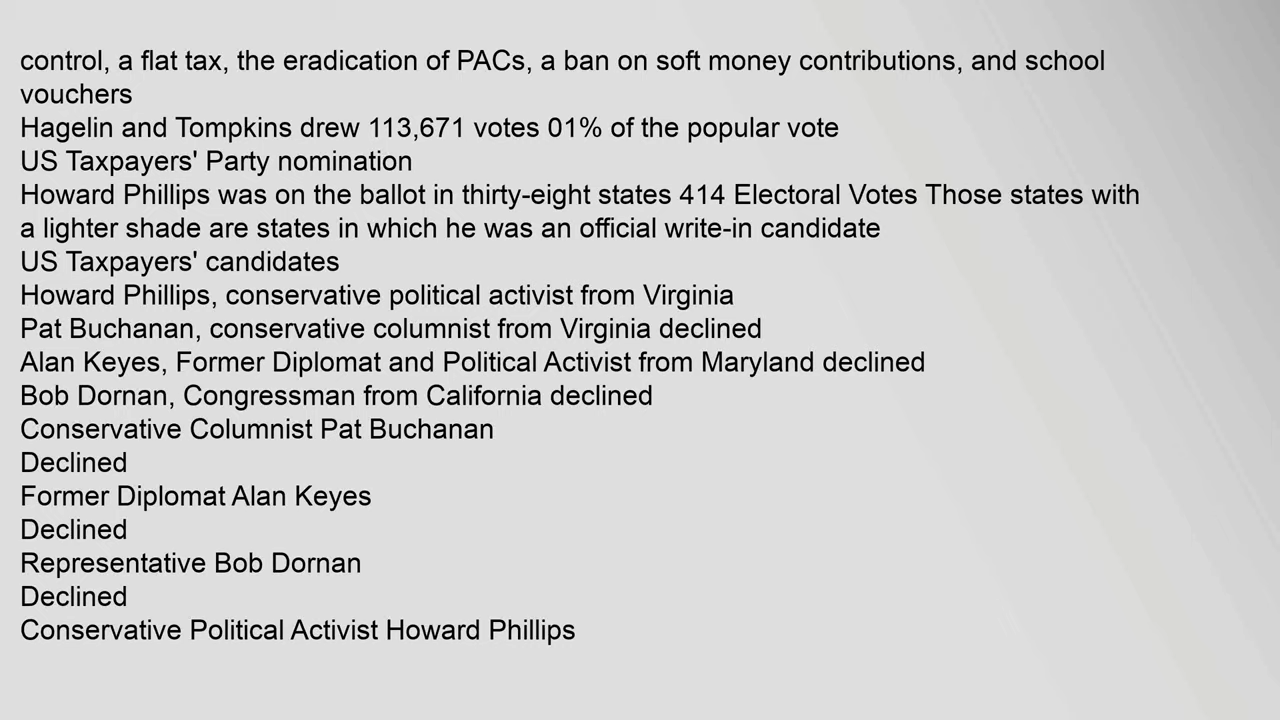 control, a flat tax, the eradication of PACs, a ban on soft money contributions, and school
vouchers
Hagelin and Tompkins drew 113,671 votes 01% of the popular vote
US Taxpayers' Party nomination
Howard Phillips was on the ballot in thirty-eight states 414 Electoral Votes Those states with
a lighter shade are states in which he was an official write-in candidate
US Taxpayers' candidates
Howard Phillips, conservative political activist from Virginia
Pat Buchanan, conservative columnist from Virginia declined
Alan Keyes, Former Diplomat and Political Activist from Maryland declined
Bob Dornan, Congressman from California declined
Conservative Columnist Pat Buchanan
Declined
Former Diplomat Alan Keyes
Declined
Representative Bob Dornan
Declined
Conservative Political Activist Howard Phillips